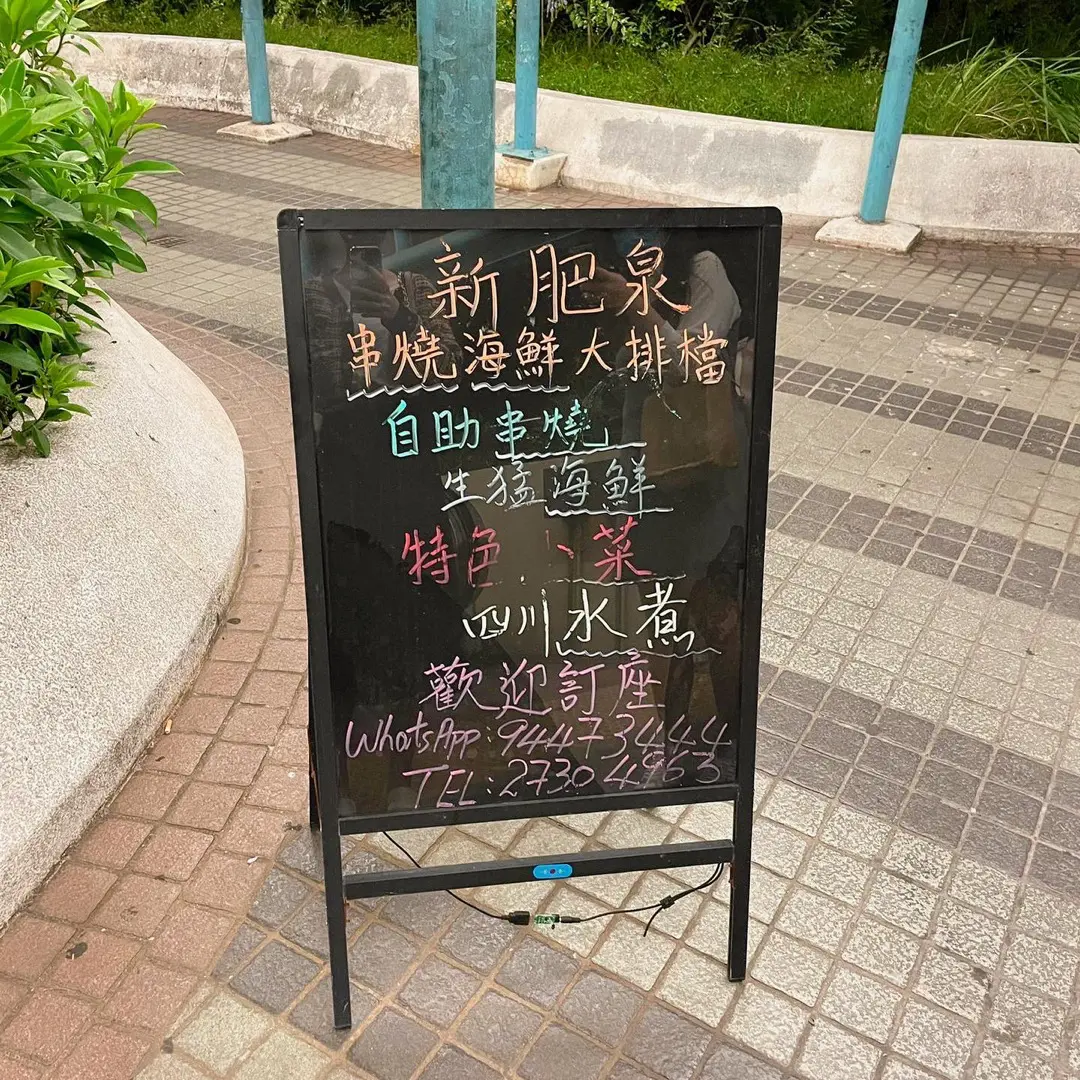 新肥泉
串燒海鮮大排檔
自助串燒
生猛海鮮
特色小菜
四川水煮
歡迎訂座
WhatsApp:94473444
TEL:27304963